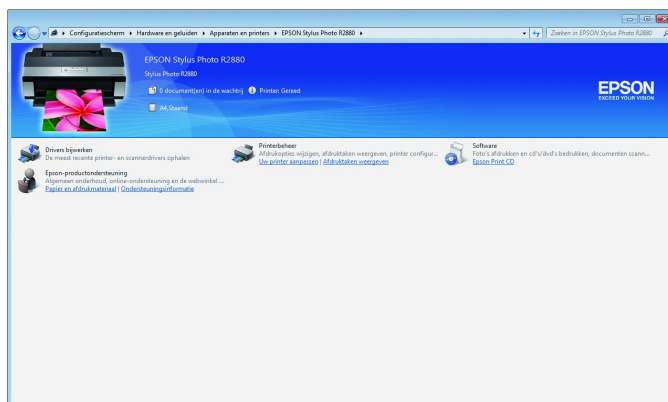 Configuratiescherm ▸ Hardware en geluiden ▸ Apparaten en printers ▸ EPSON Stylus Photo R2880 ▸
Zoeken in EPSON Stylus Photo R2880
EPSON Stylus Photo R2880
Stylus Photo R2880
0 document(en) in de wachtrij Printer: Gereed
A4,Staand
EPSON
EXCEED YOUR VISION
Drivers bijwerken
De meest recente printer- en scannerdrivers ophalen
Printerbeheer
Afdrukopties wijzigen, afdruktaken weergeven, printer configur...
Uw printer aanpassen | Afdruktaken weergeven
Software
Foto's afdrukken en cd's/dvd's bedrukken, documenten scann...
Epson Print CD
Epson-productondersteuning
Algemeen onderhoud, online-ondersteuning en de webwinkel ...
Papier en afdrukmateriaal | Ondersteuningsinformatie